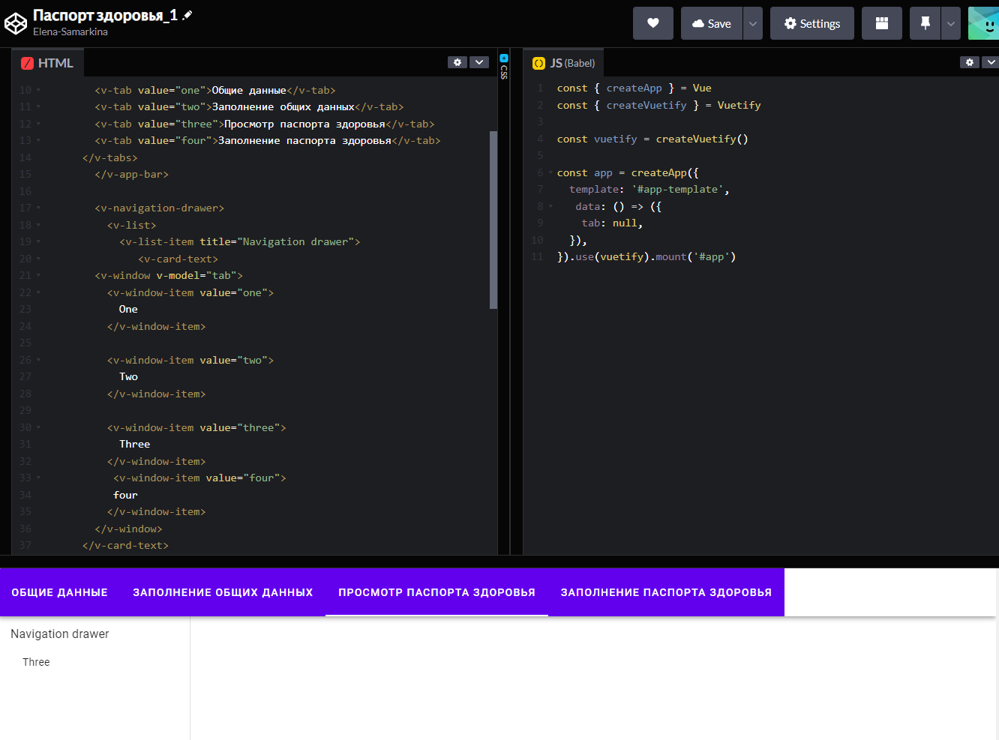 Паспорт здоровья_1
Elena-Samarkina
Save
Settings
HTML
10 <v-tab value="one">Общие данные</v-tab>
11 <v-tab value="two">Заполнение общих данных</v-tab>
12 <v-tab value="three">Просмотр паспорта здоровья</v-tab>
13 <v-tab value="four">Заполнение паспорта здоровья</v-tab>
14 </v-tabs>
15 </v-app-bar>
16
17 <v-navigation-drawer>
18 <v-list>
19 <v-list-item title="Navigation drawer">
20 <v-card-text>
21 <v-window v-model="tab">
22 <v-window-item value="one">
23 One
24 </v-window-item>
25
26 <v-window-item value="two">
27 Two
28 </v-window-item>
29
30 <v-window-item value="three">
31 Three
32 </v-window-item>
33 <v-window-item value="four">
34 four
35 </v-window-item>
36 </v-window>
37 </v-card-text>
CSS
JS (Babel)
1 const { createApp } = Vue
2 const { createVuetify } = Vuetify
3
4 const vuetify = createVuetify()
5
6 const app = createApp({
7 template: '#app-template',
8 data: () => ({
9 tab: null,
10 }),
11 }).use(vuetify).mount('#app')
ОБЩИЕ ДАННЫЕ ЗАПОЛНЕНИЕ ОБЩИХ ДАННЫХ ПРОСМОТР ПАСПОРТА ЗДОРОВЬЯ ЗАПОЛНЕНИЕ ПАСПОРТА ЗДОРОВЬЯ
Navigation drawer
Three